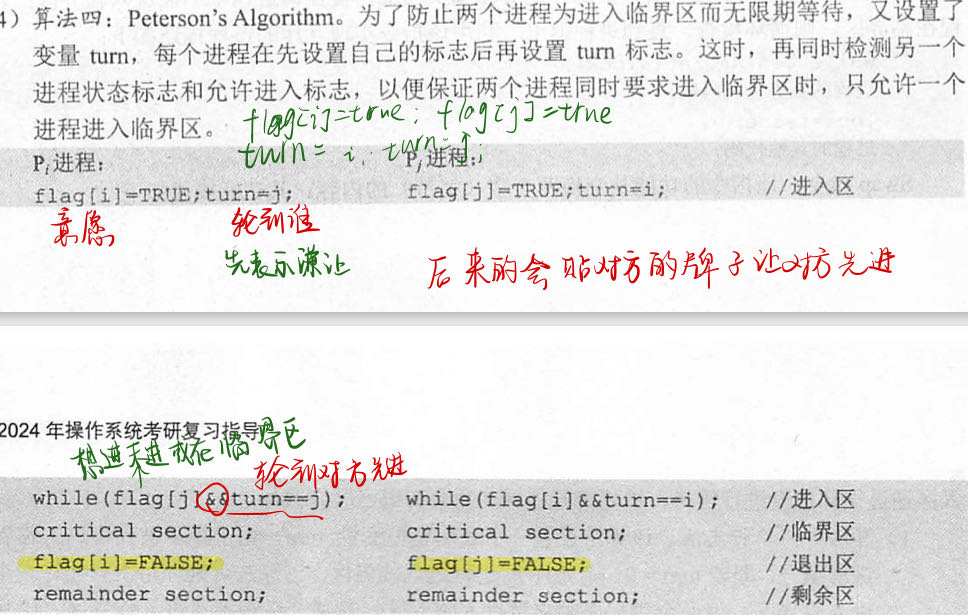 4）算法四：Peterson's Algorithm。为了防止两个进程为进入临界区而无限期等待，又设置了
变量 turn，每个进程在先设置自己的标志后再设置 turn 标志。这时，再同时检测另一个
进程状态标志和允许进入标志，以便保证两个进程同时要求进入临界区时，只允许一个
进程进入临界区。
flag[i]=true; flag[j]=true
turn= i. turn=j,
Pi进程： Pj进程：
flag[i]=TRUE;turn=j; flag[j]=TRUE;turn=i; //进入区
意愿 轮到谁
先表示谦让
后来的会贴对方的牌子让对方先进
2024 年操作系统考研复习指导
想进未进或在临界区
轮到对方先进
while(flag[j]&&turn==j); while(flag[i]&&turn==i); //进入区
critical section; critical section; //临界区
flag[i]=FALSE; flag[j]=FALSE; //退出区
remainder section; remainder section; //剩余区